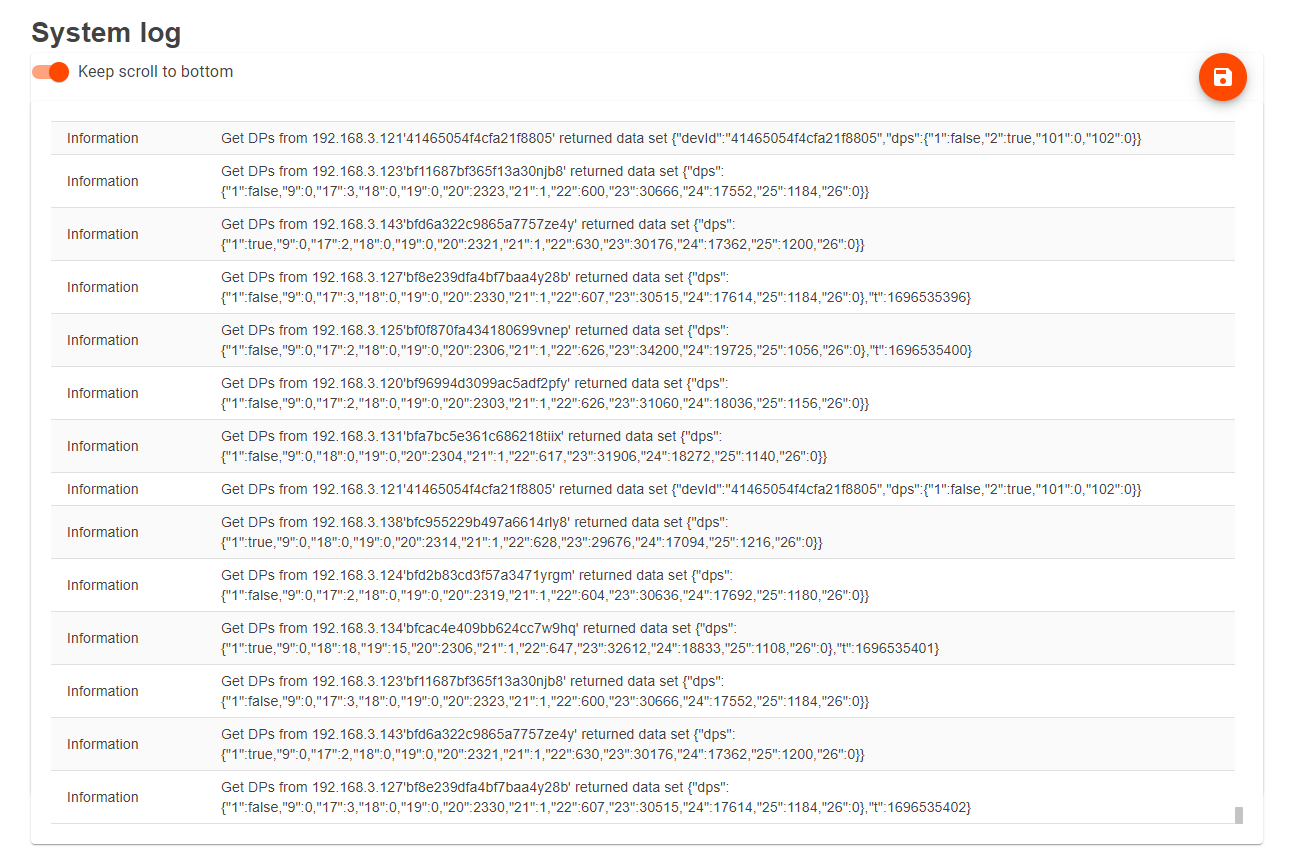 System log
Keep scroll to bottom
Information
Get DPs from 192.168.3.121'41465054f4cfa21f8805' returned data set {"devId":"41465054f4cfa21f8805","dps":{"1":false,"2":true,"101":0,"102":0}}
Information
Get DPs from 192.168.3.123'bf11687bf365f13a30njb8' returned data set {"dps":
{"1":false,"9":0,"17":3,"18":0,"19":0,"20":2323,"21":1,"22":600,"23":30666,"24":17552,"25":1184,"26":0}}
Information
Get DPs from 192.168.3.143'bfd6a322c9865a7757ze4y' returned data set {"dps":
{"1":true,"9":0,"17":2,"18":0,"19":0,"20":2321,"21":1,"22":630,"23":30176,"24":17362,"25":1200,"26":0}}
Information
Get DPs from 192.168.3.127'bf8e239dfa4bf7baa4y28b' returned data set {"dps":
{"1":false,"9":0,"17":3,"18":0,"19":0,"20":2330,"21":1,"22":607,"23":30515,"24":17614,"25":1184,"26":0},"t":1696535396}
Information
Get DPs from 192.168.3.125'bf0f870fa434180699vnep' returned data set {"dps":
{"1":false,"9":0,"17":2,"18":0,"19":0,"20":2306,"21":1,"22":626,"23":34200,"24":19725,"25":1056,"26":0},"t":1696535400}
Information
Get DPs from 192.168.3.120'bf96994d3099ac5adf2pfy' returned data set {"dps":
{"1":false,"9":0,"17":2,"18":0,"19":0,"20":2303,"21":1,"22":626,"23":31060,"24":18036,"25":1156,"26":0}}
Information
Get DPs from 192.168.3.131'bfa7bc5e361c686218tiix' returned data set {"dps":
{"1":false,"9":0,"18":0,"19":0,"20":2304,"21":1,"22":617,"23":31906,"24":18272,"25":1140,"26":0}}
Information
Get DPs from 192.168.3.121'41465054f4cfa21f8805' returned data set {"devId":"41465054f4cfa21f8805","dps":{"1":false,"2":true,"101":0,"102":0}}
Information
Get DPs from 192.168.3.138'bfc955229b497a6614rly8' returned data set {"dps":
{"1":true,"9":0,"18":0,"19":0,"20":2314,"21":1,"22":628,"23":29676,"24":17094,"25":1216,"26":0}}
Information
Get DPs from 192.168.3.124'bfd2b83cd3f57a3471yrgm' returned data set {"dps":
{"1":false,"9":0,"17":2,"18":0,"19":0,"20":2319,"21":1,"22":604,"23":30636,"24":17692,"25":1180,"26":0}}
Information
Get DPs from 192.168.3.134'bfcac4e409bb624cc7w9hq' returned data set {"dps":
{"1":true,"9":0,"18":18,"19":15,"20":2306,"21":1,"22":647,"23":32612,"24":18833,"25":1108,"26":0},"t":1696535401}
Information
Get DPs from 192.168.3.123'bf11687bf365f13a30njb8' returned data set {"dps":
{"1":false,"9":0,"17":3,"18":0,"19":0,"20":2323,"21":1,"22":600,"23":30666,"24":17552,"25":1184,"26":0}}
Information
Get DPs from 192.168.3.143'bfd6a322c9865a7757ze4y' returned data set {"dps":
{"1":true,"9":0,"17":2,"18":0,"19":0,"20":2321,"21":1,"22":630,"23":30176,"24":17362,"25":1200,"26":0}}
Information
Get DPs from 192.168.3.127'bf8e239dfa4bf7baa4y28b' returned data set {"dps":
{"1":false,"9":0,"17":3,"18":0,"19":0,"20":2330,"21":1,"22":607,"23":30515,"24":17614,"25":1184,"26":0},"t":1696535402}